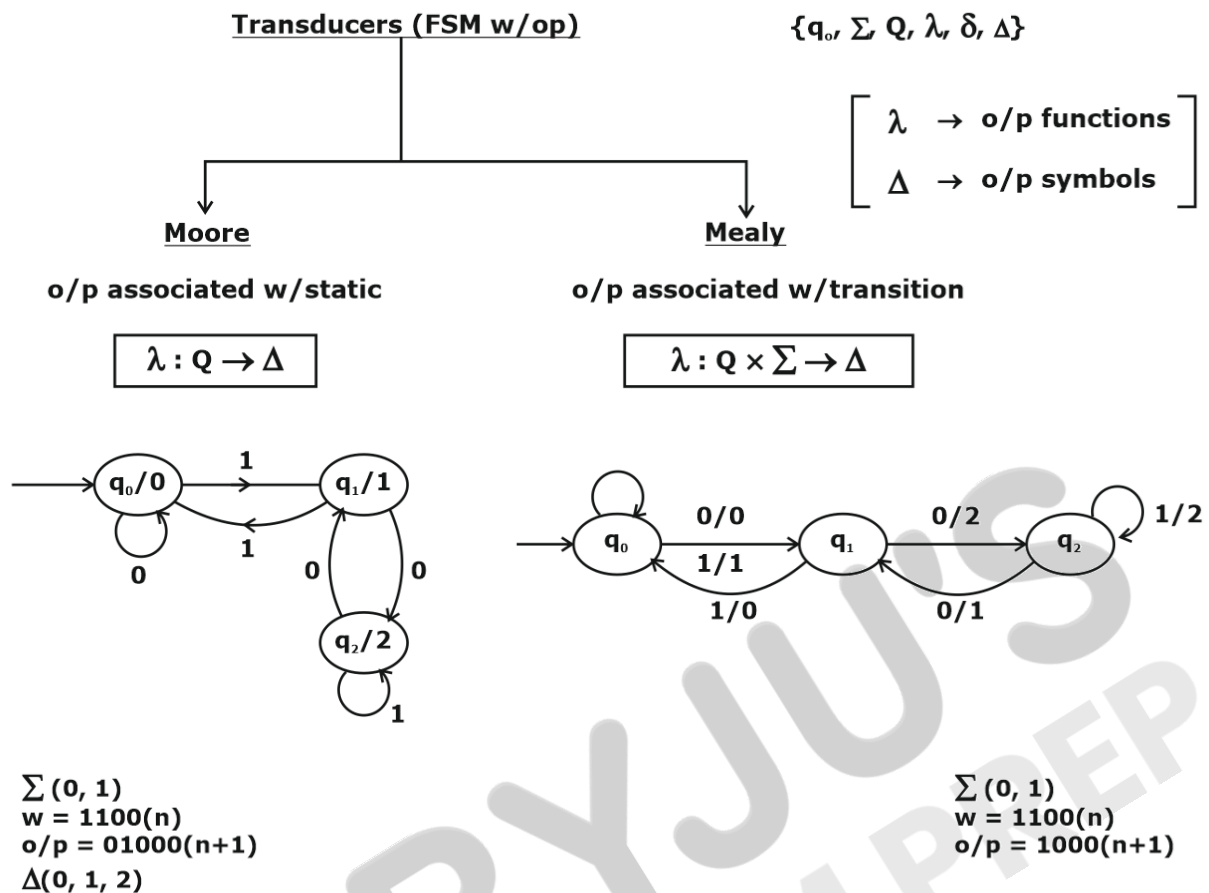 Transducers (FSM w/op)
{q₀, Σ, Q, λ, δ, Δ}
λ → o/p functions
Δ → o/p symbols
Moore
Mealy
o/p associated w/static
o/p associated w/transition
λ : Q → Δ
λ : Q × Σ → Δ
q₀/0
1
q₁/1
1
0
0
0
q₂/2
1
q₀
0/0
1/1
1/0
q₁
0/2
0/1
q₂
1/2
Σ (0, 1)
w = 1100(n)
o/p = 01000(n+1)
Δ(0, 1, 2)
Σ (0, 1)
w = 1100(n)
o/p = 1000(n+1)
BYJU'S
PREP